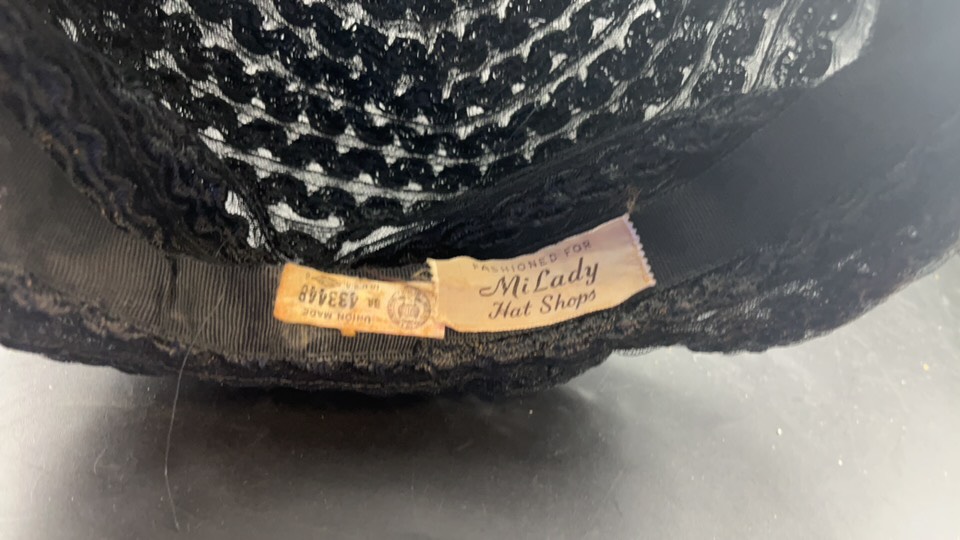 FASHIONED FOR
MiLady
Hat Shops
UNION MADE
433448